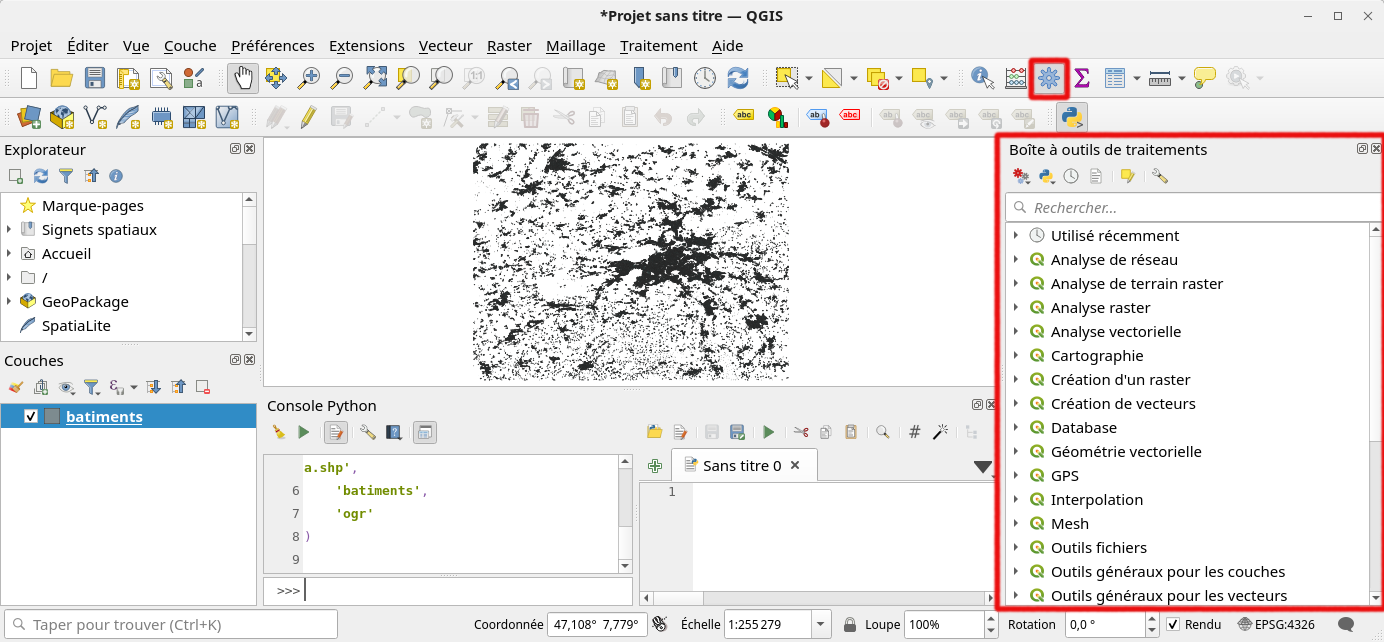 *Projet sans titre — QGIS
Projet Éditer Vue Couche Préférences Extensions Vecteur Raster Maillage Traitement Aide
abc abc abc
Explorateur
Marque-pages
Signets spatiaux
Accueil
/
GeoPackage
SpatiaLite
Couches
batiments
Console Python
a.shp',
6 'batiments',
7 'ogr'
8 )
9
>>>
Sans titre 0
1
Boîte à outils de traitements
Rechercher...
Utilisé récemment
Analyse de réseau
Analyse de terrain raster
Analyse raster
Analyse vectorielle
Cartographie
Création d'un raster
Création de vecteurs
Database
Géométrie vectorielle
GPS
Interpolation
Mesh
Outils fichiers
Outils généraux pour les couches
Outils généraux pour les vecteurs
Taper pour trouver (Ctrl+K) Coordonnée 47,108° 7,779° Échelle 1:255279 Loupe 100% Rotation 0,0 ° Rendu EPSG:4326